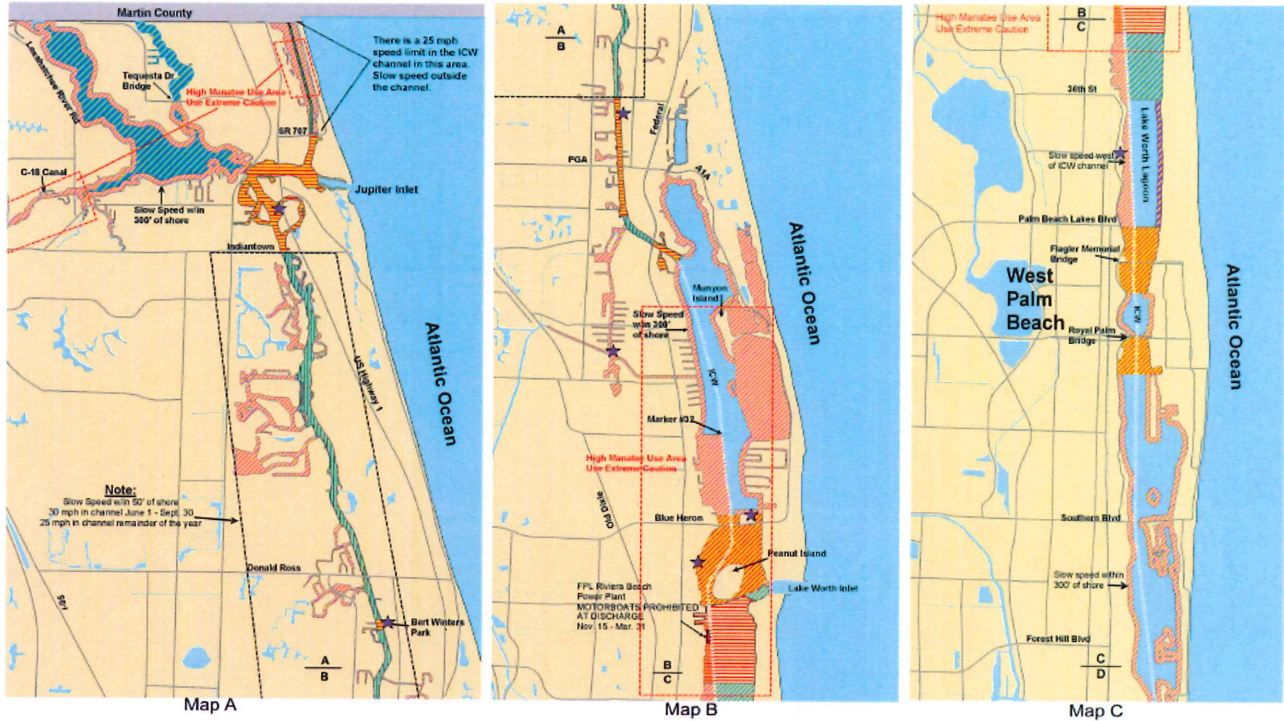 Martin County
Loxahatchee River Rd
Tequesta Dr
Bridge
High Manatee Use Area
Use Extreme Caution
There is a 25 mph
speed limit in the ICW
channel in this area.
Slow speed outside
the channel.
SR 707
C-18 Canal
Jupiter Inlet
Slow Speed w/in
300' of shore
Indiantown
Atlantic Ocean
US Highway 1
Note:
Slow Speed w/in 50' of shore
30 mph in channel June 1 - Sept. 30
25 mph in channel remainder of the year
Donald Ross
I-95
Bert Winters
Park
A
B
Map A
A
B
Federal
PGA
A1A
Atlantic Ocean
Munyon
Island
Slow Speed
w/in 300'
of shore
ICW
Marker #32
High Manatee Use Area
Use Extreme Caution
Old Dixie
Blue Heron
Peanut Island
FPL Riviera Beach
Power Plant
MOTORBOATS PROHIBITED
AT DISCHARGE
Nov. 15 - Mar. 31
Lake Worth Inlet
B
C
Map B
High Manatee Use Area
Use Extreme Caution
B
C
36th St
Lake Worth Lagoon
Slow speed west
of ICW channel
Palm Beach Lakes Blvd
Flagler Memorial
Bridge
West
Palm
Beach
ICW
Royal Palm
Bridge
Atlantic Ocean
Southern Blvd
Slow speed within
300' of shore
Forest Hill Blvd
C
D
Map C